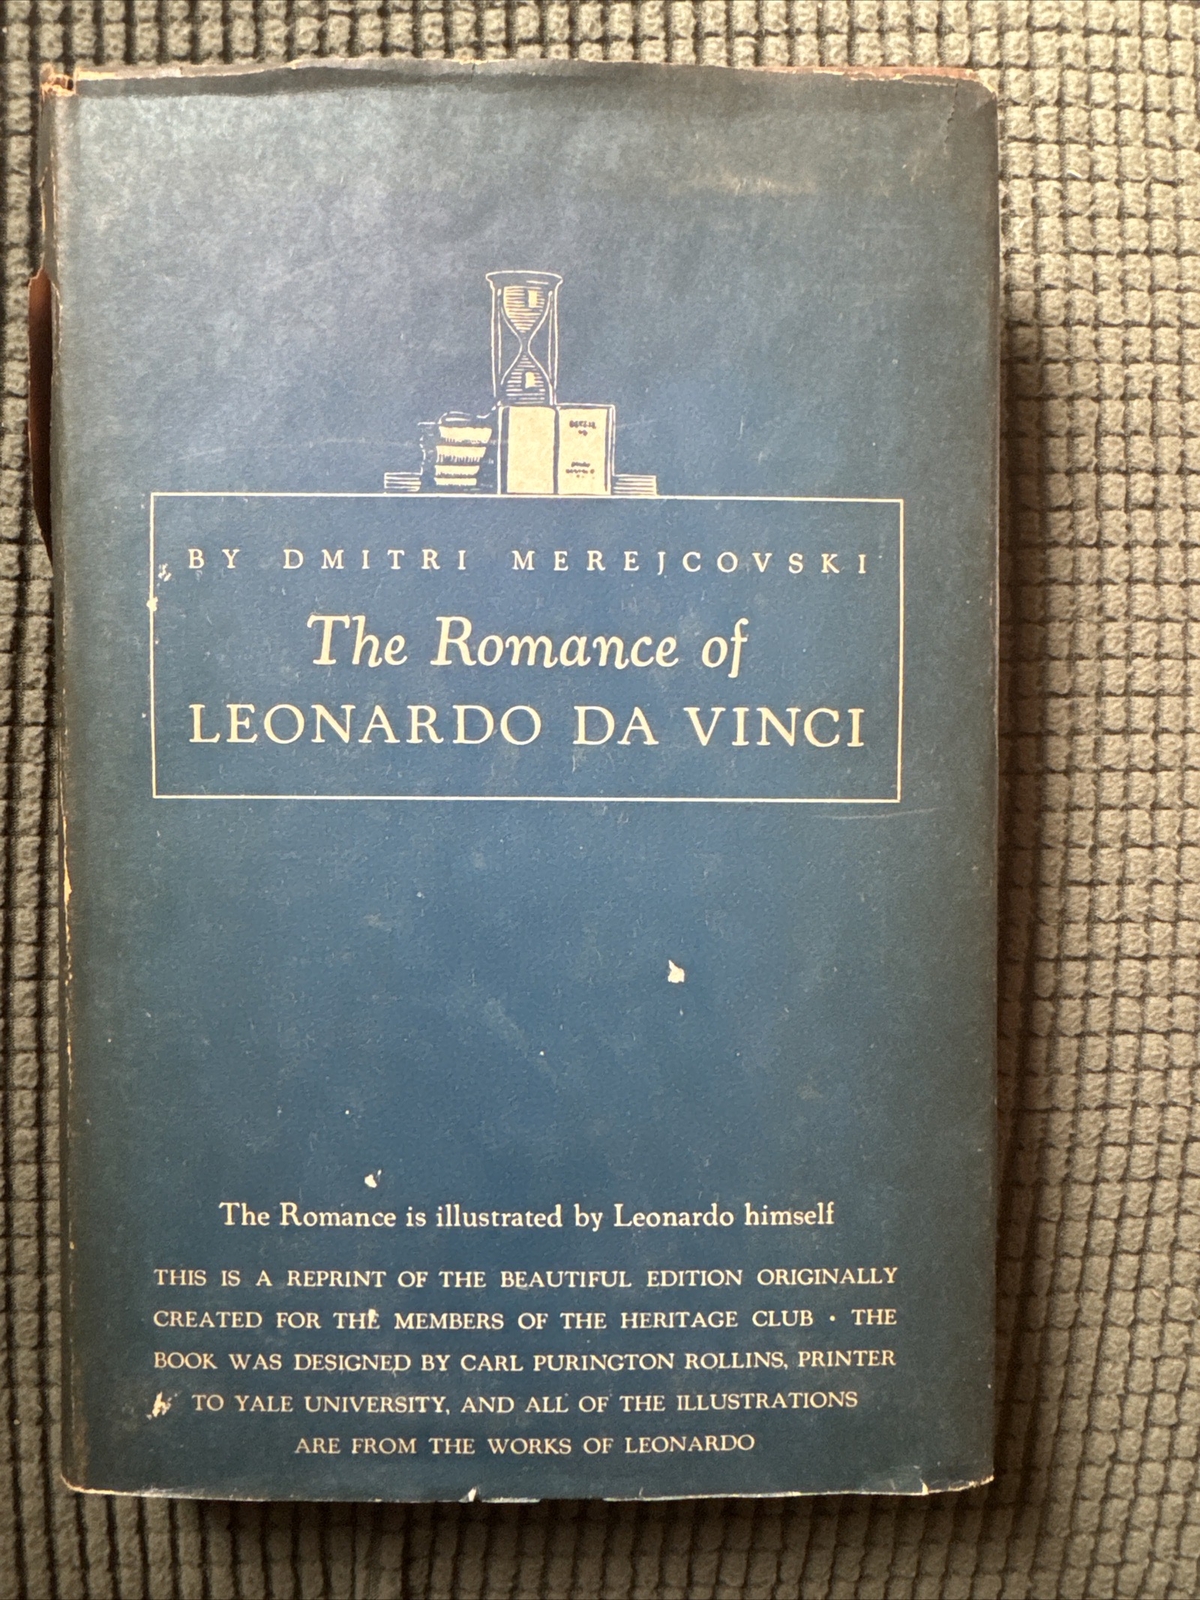 BY DMITRI MEREJCOVSKI
The Romance of
LEONARDO DA VINCI
The Romance is illustrated by Leonardo himself
THIS IS A REPRINT OF THE BEAUTIFUL EDITION ORIGINALLY
CREATED FOR THE MEMBERS OF THE HERITAGE CLUB • THE
BOOK WAS DESIGNED BY CARL PURINGTON ROLLINS, PRINTER
TO YALE UNIVERSITY, AND ALL OF THE ILLUSTRATIONS
ARE FROM THE WORKS OF LEONARDO